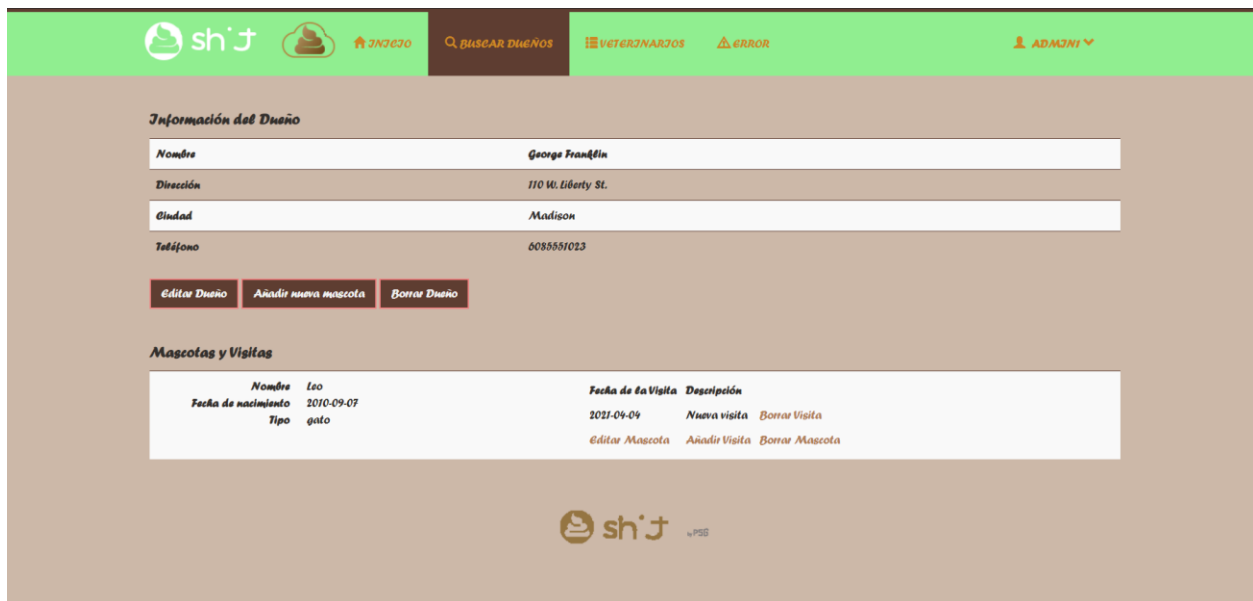 sh't INICIO BUSCAR DUEÑOS VETERINARIOS ERROR ADMIN1
Información del Dueño
Nombre George Franklin
Dirección 110 W. Liberty St.
Ciudad Madison
Teléfono 6085551023
Editar Dueño Añadir nueva mascota Borrar Dueño
Mascotas y Visitas
Nombre Leo
Fecha de nacimiento 2010-09-07
Tipo gato
Fecha de la Visita Descripción
2021-04-04 Nueva visita Borrar Visita
Editar Mascota Añadir Visita Borrar Mascota
sh't by PSG